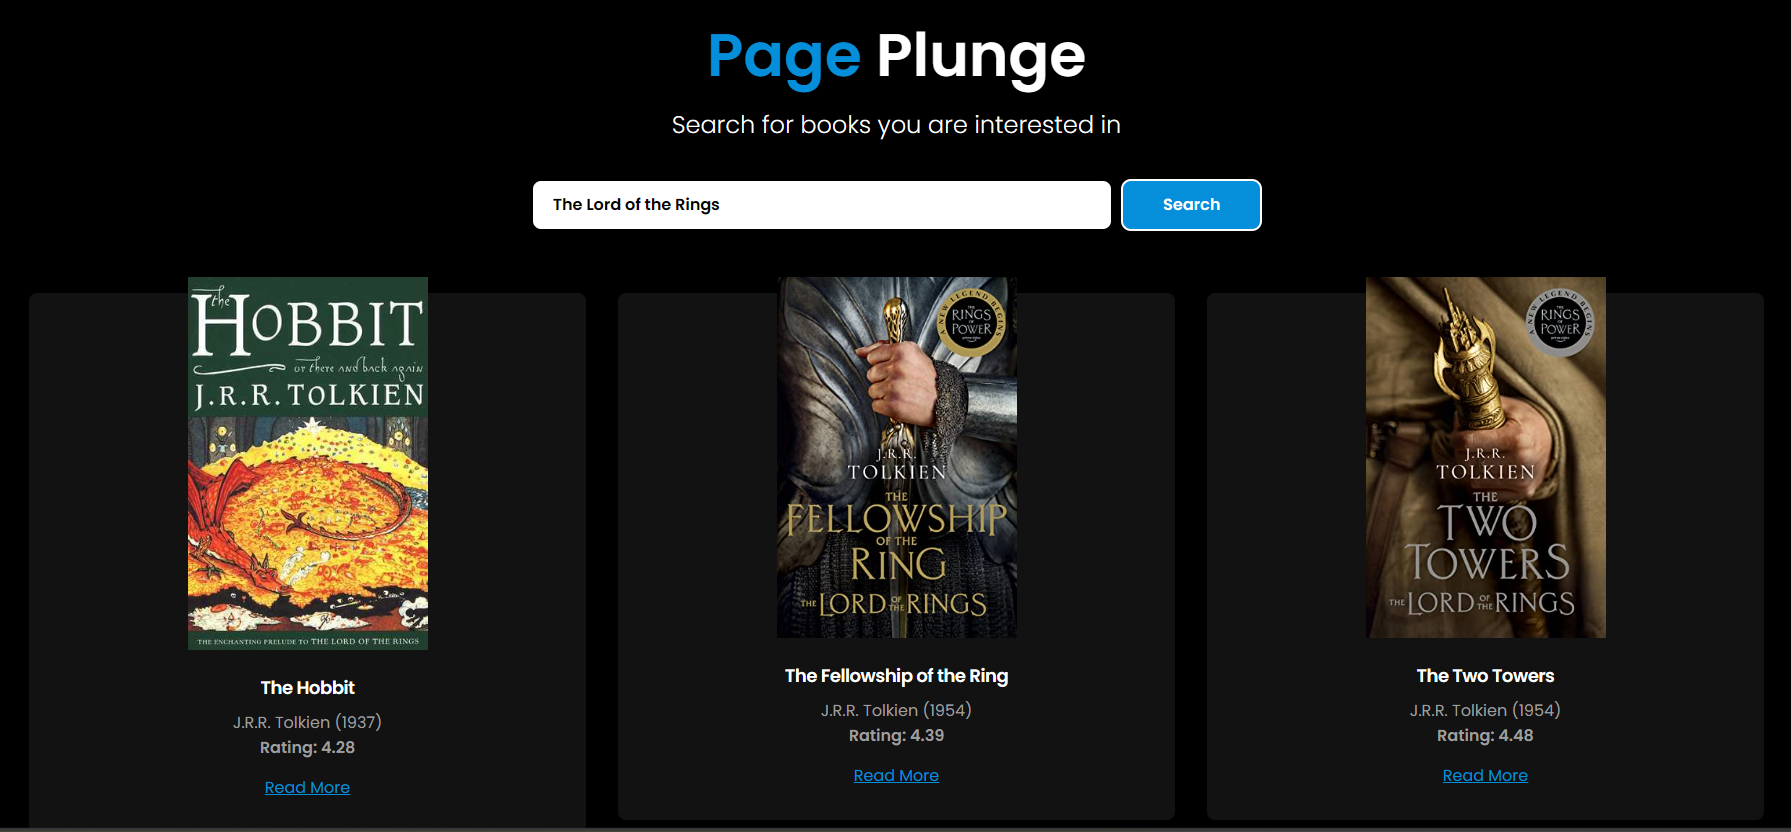 Page Plunge
Search for books you are interested in
The Lord of the Rings
Search
the
HOBBIT
or there and back again
J.R.R. TOLKIEN
THE ENCHANTING PRELUDE TO THE LORD OF THE RINGS
The Hobbit
J.R.R. Tolkien (1937)
Rating: 4.28
Read More
A NEW LEGEND BEGINS
THE
RINGS
OF
POWER
J.R.R.
TOLKIEN
THE
FELLOWSHIP
OF THE
RING
THE LORD OF THE RINGS
The Fellowship of the Ring
J.R.R. Tolkien (1954)
Rating: 4.39
Read More
A NEW LEGEND BEGINS
THE
RINGS
OF
POWER
J.R.R.
TOLKIEN
THE
TWO
TOWERS
THE LORD OF THE RINGS
The Two Towers
J.R.R. Tolkien (1954)
Rating: 4.48
Read More